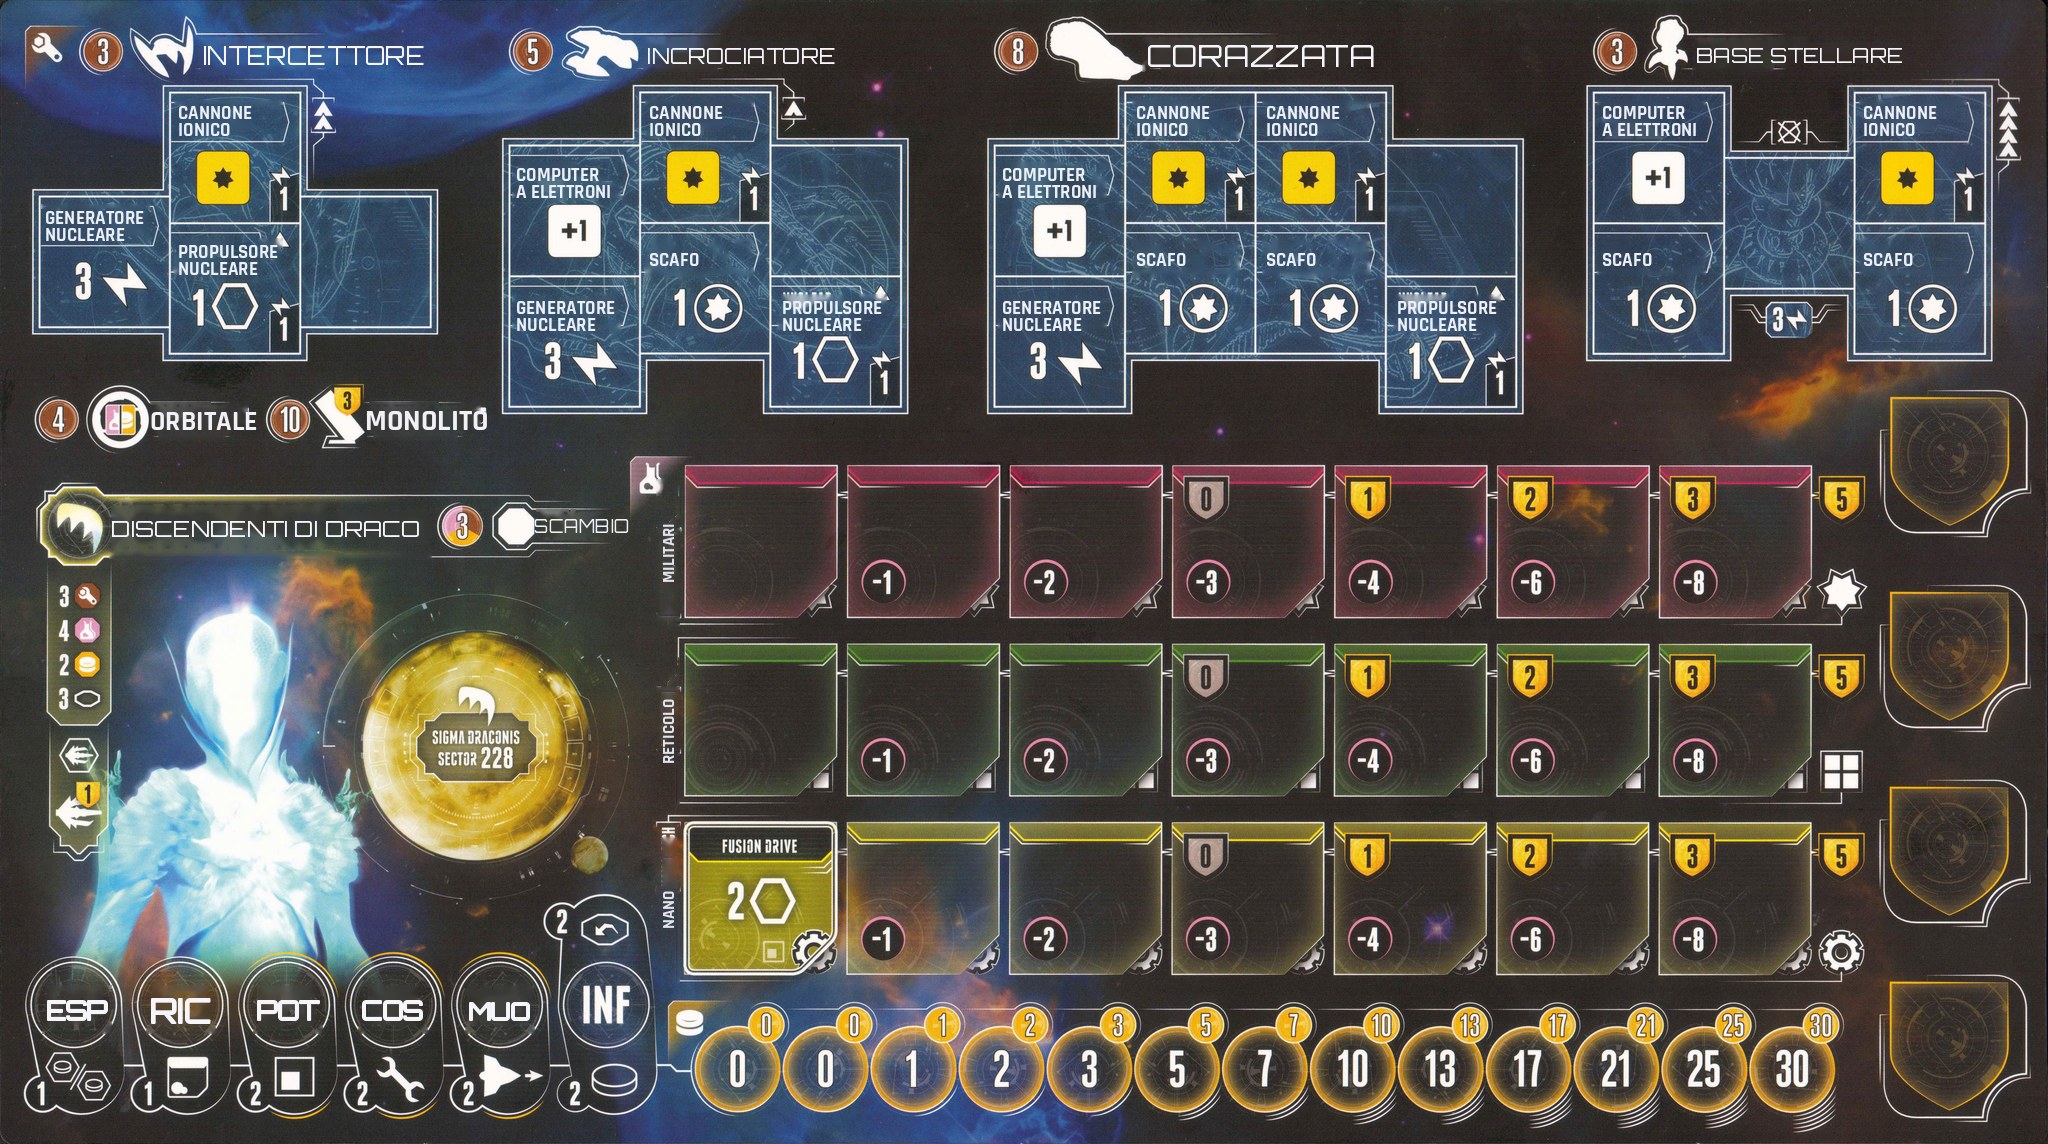 3 INTERCETTORE
5 INCROCIATORE
8 CORAZZATA
3 BASE STELLARE
CANNONE
IONICO
1
GENERATORE
NUCLEARE
3
PROPULSORE
NUCLEARE
1
1
COMPUTER
A ELETTRONI
+1
CANNONE
IONICO
1
GENERATORE
NUCLEARE
3
SCAFO
1
PROPULSORE
NUCLEARE
1
1
COMPUTER
A ELETTRONI
+1
CANNONE
IONICO
1
CANNONE
IONICO
1
GENERATORE
NUCLEARE
3
SCAFO
1
SCAFO
1
PROPULSORE
NUCLEARE
1
1
COMPUTER
A ELETTRONI
+1
CANNONE
IONICO
1
SCAFO
1
3
SCAFO
1
4 ORBITALE 10 3 MONOLITO
DISCENDENTI DI DRACO 3 SCAMBIO
3
4
2
3
1
SIGMA DRACONIS
SECTOR 228
MILITARI
0 1 2 3 5
-1 -2 -3 -4 -6 -8
RETICOLO
0 1 2 3 5
-1 -2 -3 -4 -6 -8
NANO
FUSION DRIVE
2
0 1 2 3 5
-1 -2 -3 -4 -6 -8
2
ESP RIC POT COS MUO INF
1 1 2 2 2 2
0 0 1 2 3 5 7 10 13 17 21 25 30
0 0 1 2 3 5 7 10 13 17 21 25 30